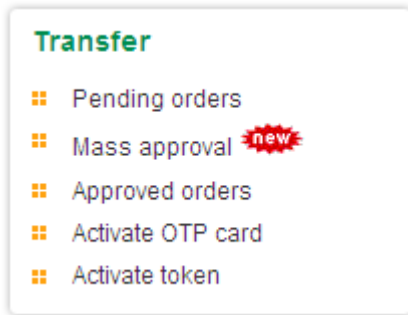 Transfer
Pending orders
Mass approval new
Approved orders
Activate OTP card
Activate token